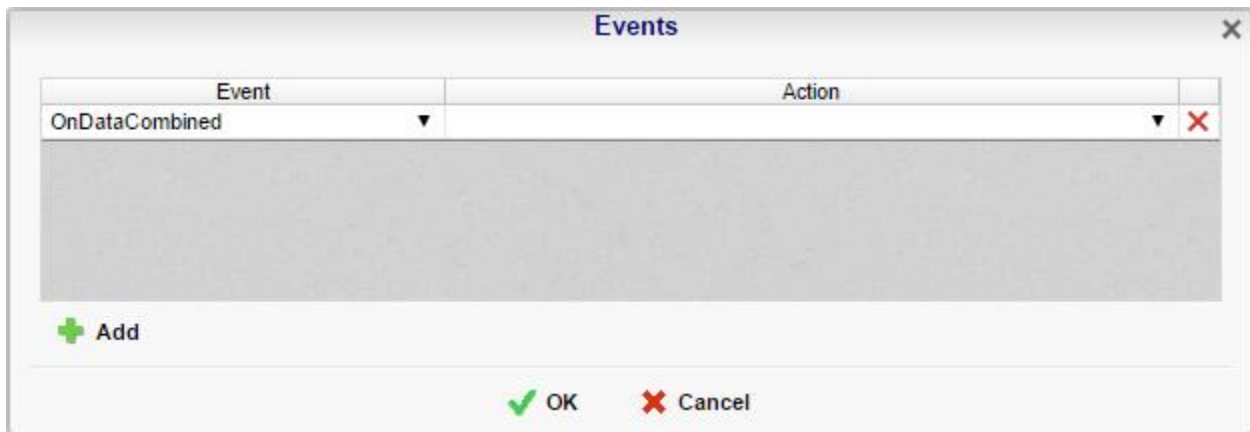 Events
Event Action
OnDataCombined
Add
OK Cancel